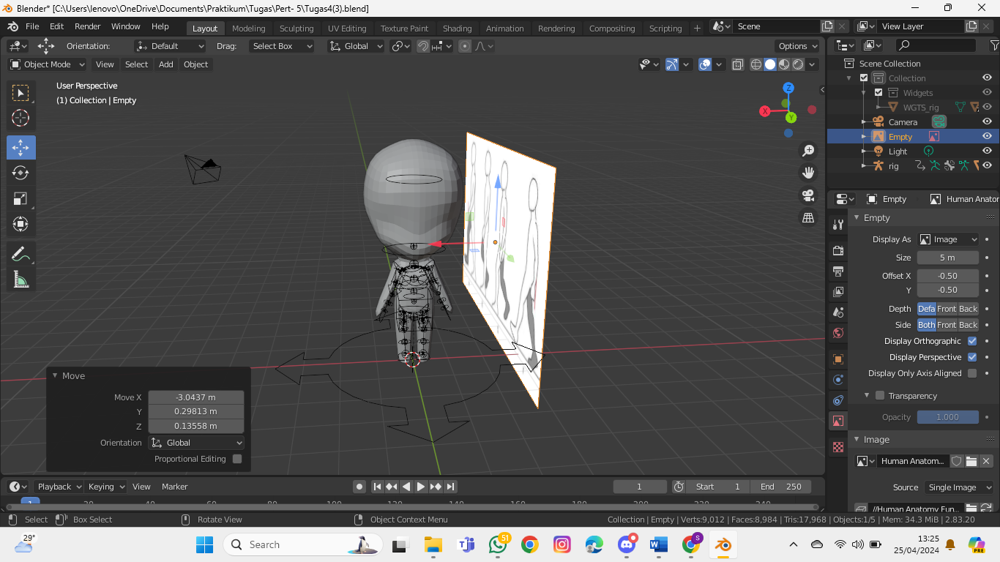 Blender* [C:\Users\lenovo\OneDrive\Documents\Praktikum\Tugas\Pert- 5\Tugas4(3).blend]
File Edit Render Window Help Layout Modeling Sculpting UV Editing Texture Paint Shading Animation Rendering Compositing Scripting + Scene View Layer
Orientation: Default Drag: Select Box Global Options
Object Mode View Select Add Object
User Perspective
(1) Collection | Empty
Z
X
Y
Scene Collection
Collection
Widgets
WGTS_rig
Camera
Empty
Light
rig
Empty Human Anator
Empty
Display As Image
Size 5 m
Offset X -0.50
Y -0.50
Depth Defa Front Back
Side Both Front Back
Display Orthographic
Display Perspective
Display Only Axis Aligned
Transparency
Opacity 1.000
Image
Human Anatom...
Source Single Image
//Human Anatomy Fun...
Move
Move X -3.0437 m
Y 0.29813 m
Z 0.13558 m
Orientation Global
Proportional Editing
Playback Keying View Marker 1 Start 1 End 250
1 20 40 60 80 100 120 140 160 180 200 220 240
Select Box Select Rotate View Object Context Menu Collection | Empty | Verts:9,012 | Faces:8,984 | Tris:17,968 | Objects:1/5 | Mem: 34.3 MiB | 2.83.20
29°
Search
51
S
13:25
25/04/2024
PRE